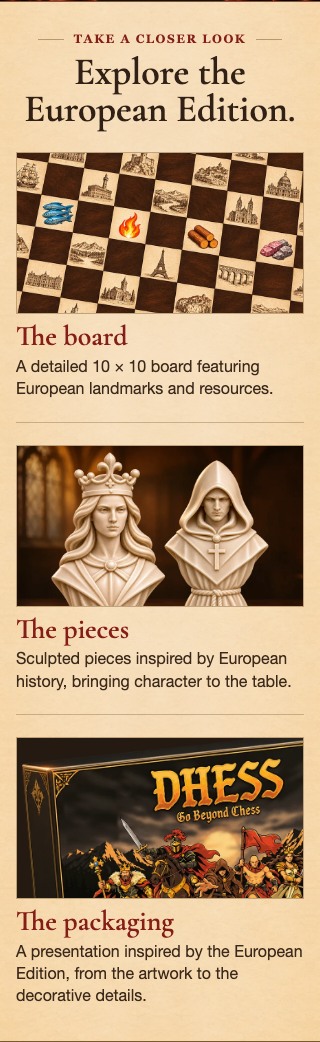 TAKE A CLOSER LOOK
Explore the
European Edition.
The board
A detailed 10 × 10 board featuring
European landmarks and resources.
The pieces
Sculpted pieces inspired by European
history, bringing character to the table.
DHESS
Go Beyond Chess
The packaging
A presentation inspired by the European
Edition, from the artwork to the
decorative details.